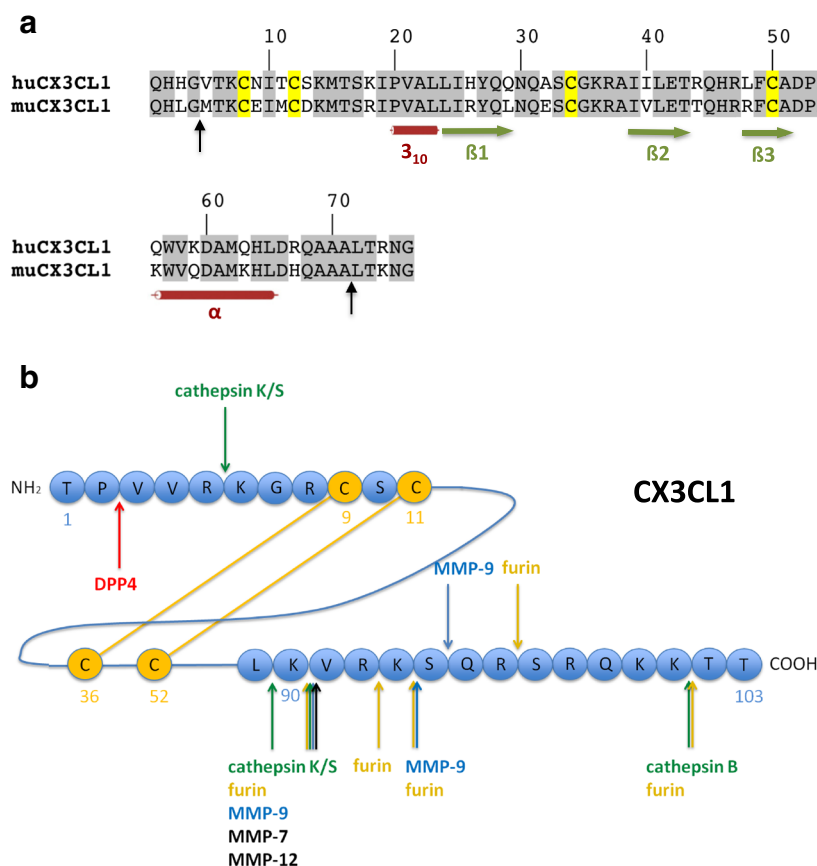 a
10 20 30 40 50
huCX3CL1 QHHGVTKCNITCSKMTSKIPVALLIHYQQNQASCGKRAIILETRQHRLFCADP
muCX3CL1 QHLGMTKCEIMCDKMTSRIPVALLIRYQLNQESCGKRAIVLETTQHRRFCADP
3₁₀ ß1 ß2 ß3
60 70
huCX3CL1 QWVKDAMQHLDRQAAALTRNG
muCX3CL1 KWVQDAMKHLDHQAAALTKNG
α
b
cathepsin K/S
NH₂ T P V V R K G R C S C
CX3CL1
1 9 11
DPP4
MMP-9 furin
C C L K V R K S Q R S R Q K K T T COOH
36 52 90 103
cathepsin K/S furin MMP-9 cathepsin B
furin furin furin
MMP-9
MMP-7
MMP-12